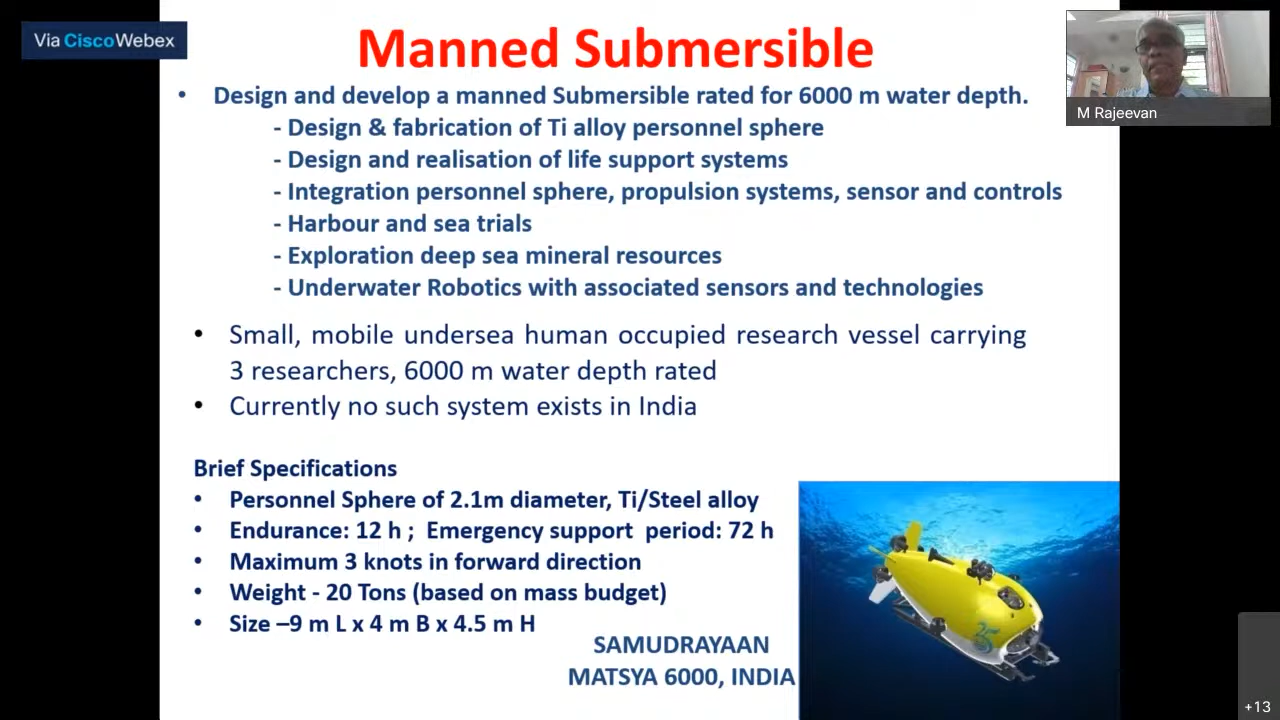 Via CiscoWebex
Manned Submersible
M Rajeevan
• Design and develop a manned Submersible rated for 6000 m water depth.
- Design & fabrication of Ti alloy personnel sphere
- Design and realisation of life support systems
- Integration personnel sphere, propulsion systems, sensor and controls
- Harbour and sea trials
- Exploration deep sea mineral resources
- Underwater Robotics with associated sensors and technologies
• Small, mobile undersea human occupied research vessel carrying
3 researchers, 6000 m water depth rated
• Currently no such system exists in India
Brief Specifications
• Personnel Sphere of 2.1m diameter, Ti/Steel alloy
• Endurance: 12 h ; Emergency support period: 72 h
• Maximum 3 knots in forward direction
• Weight - 20 Tons (based on mass budget)
• Size –9 m L x 4 m B x 4.5 m H
SAMUDRAYAAN
MATSYA 6000, INDIA
+13